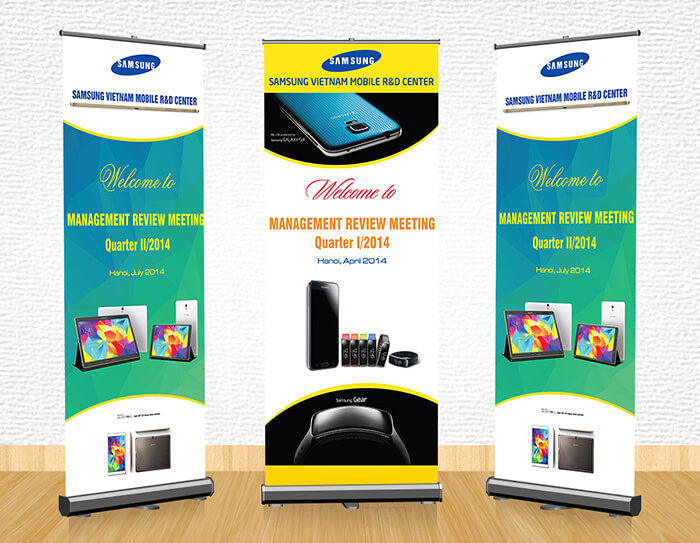 SAMSUNG
SAMSUNG VIETNAM MOBILE R&D CENTER
Welcome to
MANAGEMENT REVIEW MEETING
Quarter II/2014
Hanoi, July 2014
SAMSUNG
SAMSUNG VIETNAM MOBILE R&D CENTER
Samsung GALAXY S5
Welcome to
MANAGEMENT REVIEW MEETING
Quarter I/2014
Hanoi, April 2014
Samsung Gear
SAMSUNG
SAMSUNG VIETNAM MOBILE R&D CENTER
Welcome to
MANAGEMENT REVIEW MEETING
Quarter II/2014
Hanoi, July 2014